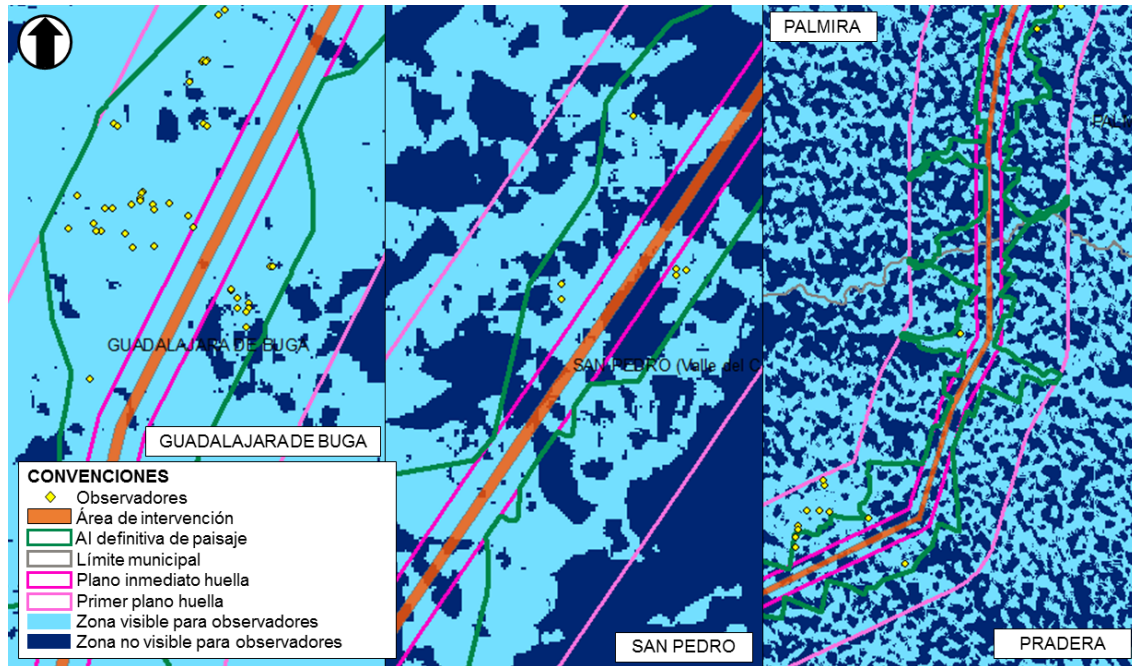 PALMIRA
GUADALAJARA DE BUGA
SAN PEDRO (Valle del C
GUADALAJARA DE BUGA
CONVENCIONES
Observadores
Área de intervención
AI definitiva de paisaje
Límite municipal
Plano inmediato huella
Primer plano huella
Zona visible para observadores
Zona no visible para observadores
SAN PEDRO
PRADERA